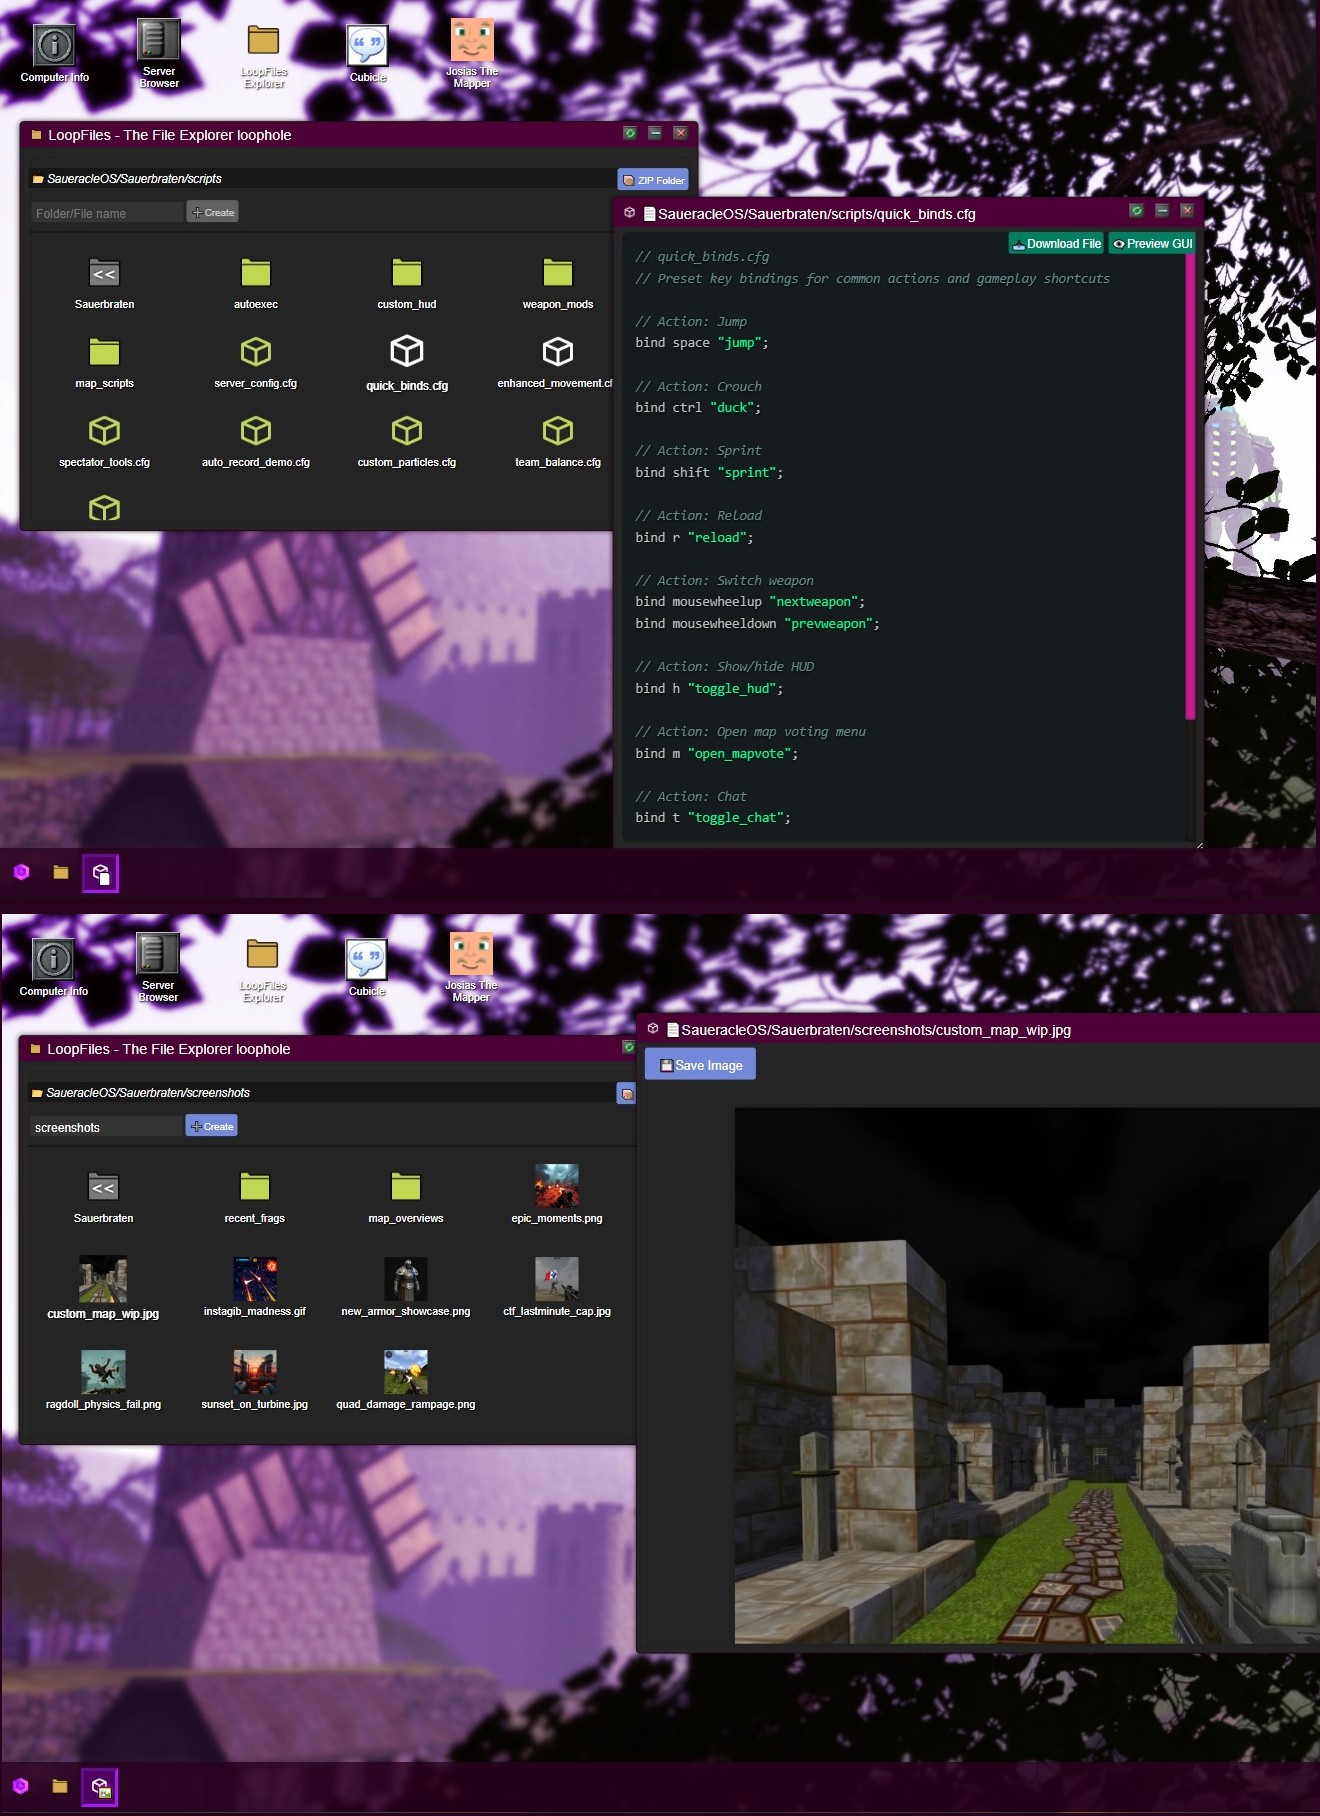 Computer Info
Server Browser
LoopFiles Explorer
Cubicle
Josias The Mapper
LoopFiles - The File Explorer loophole
SaueracleOS/Sauerbraten/scripts
ZIP Folder
Folder/File name
Create
<<
Sauerbraten
autoexec
custom_hud
weapon_mods
map_scripts
server_config.cfg
quick_binds.cfg
enhanced_movement.cf
spectator_tools.cfg
auto_record_demo.cfg
custom_particles.cfg
team_balance.cfg
SaueracleOS/Sauerbraten/scripts/quick_binds.cfg
Download File
Preview GUI
// quick_binds.cfg
// Preset key bindings for common actions and gameplay shortcuts
// Action: Jump
bind space "jump";
// Action: Crouch
bind ctrl "duck";
// Action: Sprint
bind shift "sprint";
// Action: Reload
bind r "reload";
// Action: Switch weapon
bind mousewheelup "nextweapon";
bind mousewheeldown "prevweapon";
// Action: Show/hide HUD
bind h "toggle_hud";
// Action: Open map voting menu
bind m "open_mapvote";
// Action: Chat
bind t "toggle_chat";
Computer Info
Server Browser
LoopFiles Explorer
Cubicle
Josias The Mapper
LoopFiles - The File Explorer loophole
SaueracleOS/Sauerbraten/screenshots
screenshots
Create
<<
Sauerbraten
recent_frags
map_overviews
epic_moments.png
custom_map_wip.jpg
instagib_madness.gif
new_armor_showcase.png
ctf_lastminute_cap.jpg
ragdoll_physics_fail.png
sunset_on_turbine.jpg
quad_damage_rampage.png
SaueracleOS/Sauerbraten/screenshots/custom_map_wip.jpg
Save Image